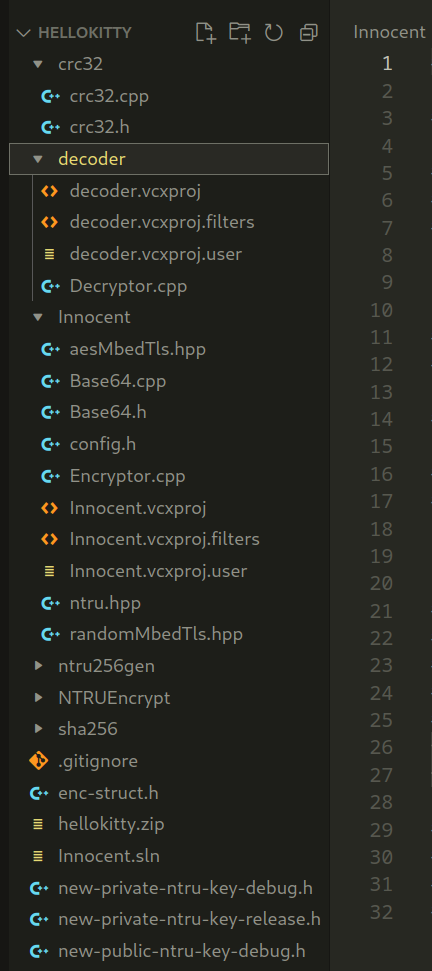 HELLOKITTY
Innocent
crc32
1
crc32.cpp
2
crc32.h
3
decoder
4
decoder.vcxproj
5
decoder.vcxproj.filters
6
decoder.vcxproj.user
7
Decryptor.cpp
8
Innocent
9
aesMbedTls.hpp
10
Base64.cpp
11
Base64.h
12
config.h
13
Encryptor.cpp
14
Innocent.vcxproj
15
Innocent.vcxproj.filters
16
Innocent.vcxproj.user
17
ntru.hpp
18
randomMbedTls.hpp
19
ntru256gen
20
NTRUEncrypt
21
sha256
22
.gitignore
23
enc-struct.h
24
hellokitty.zip
25
Innocent.sln
26
new-private-ntru-key-debug.h
27
new-private-ntru-key-release.h
28
new-public-ntru-key-debug.h
29
30
31
32